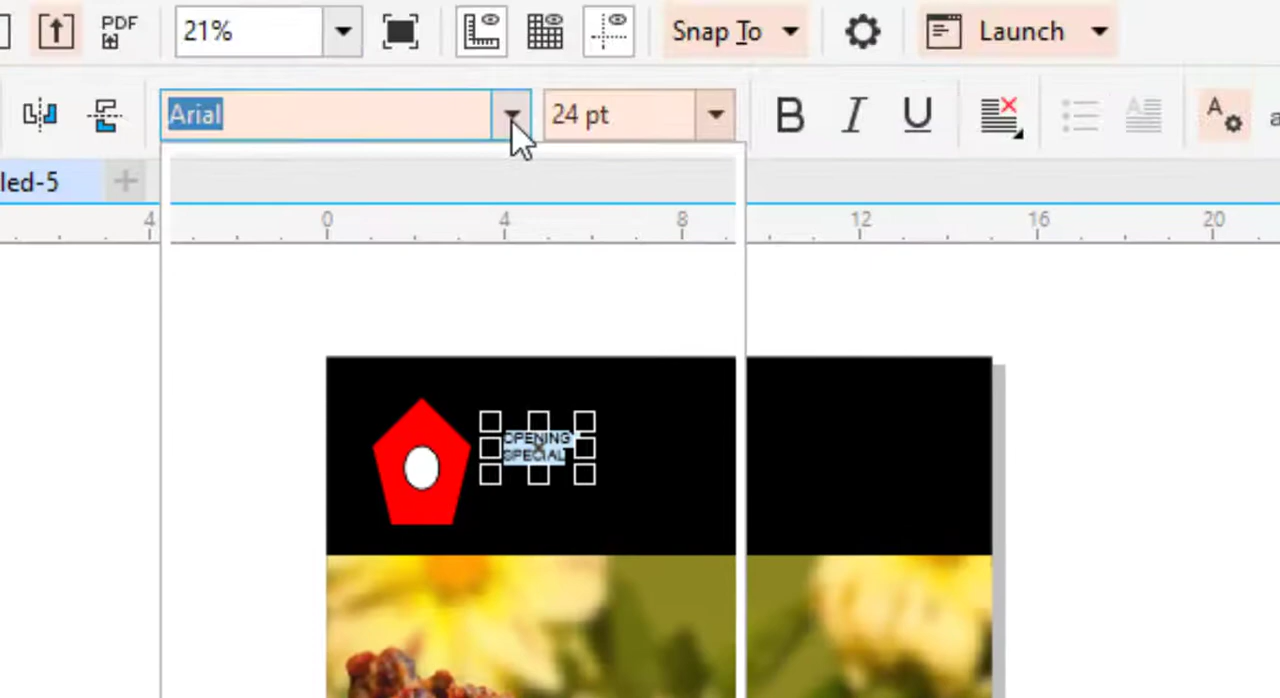 PDF
21%
Snap To
Launch
Arial
24 pt
B I U
A
a
led-5
+
4 0 4 8 12 16 20
OPENING
SPECIAL